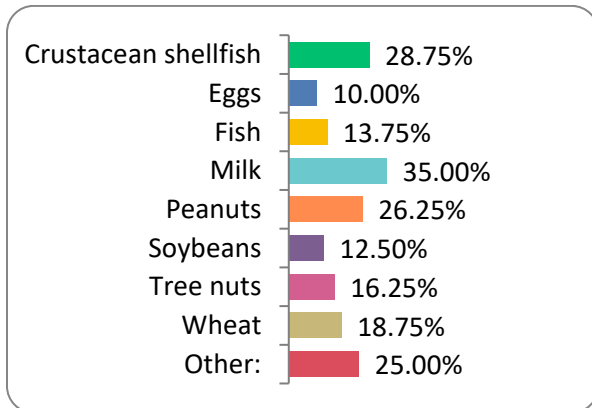 Crustacean shellfish 28.75%
Eggs 10.00%
Fish 13.75%
Milk 35.00%
Peanuts 26.25%
Soybeans 12.50%
Tree nuts 16.25%
Wheat 18.75%
Other: 25.00%